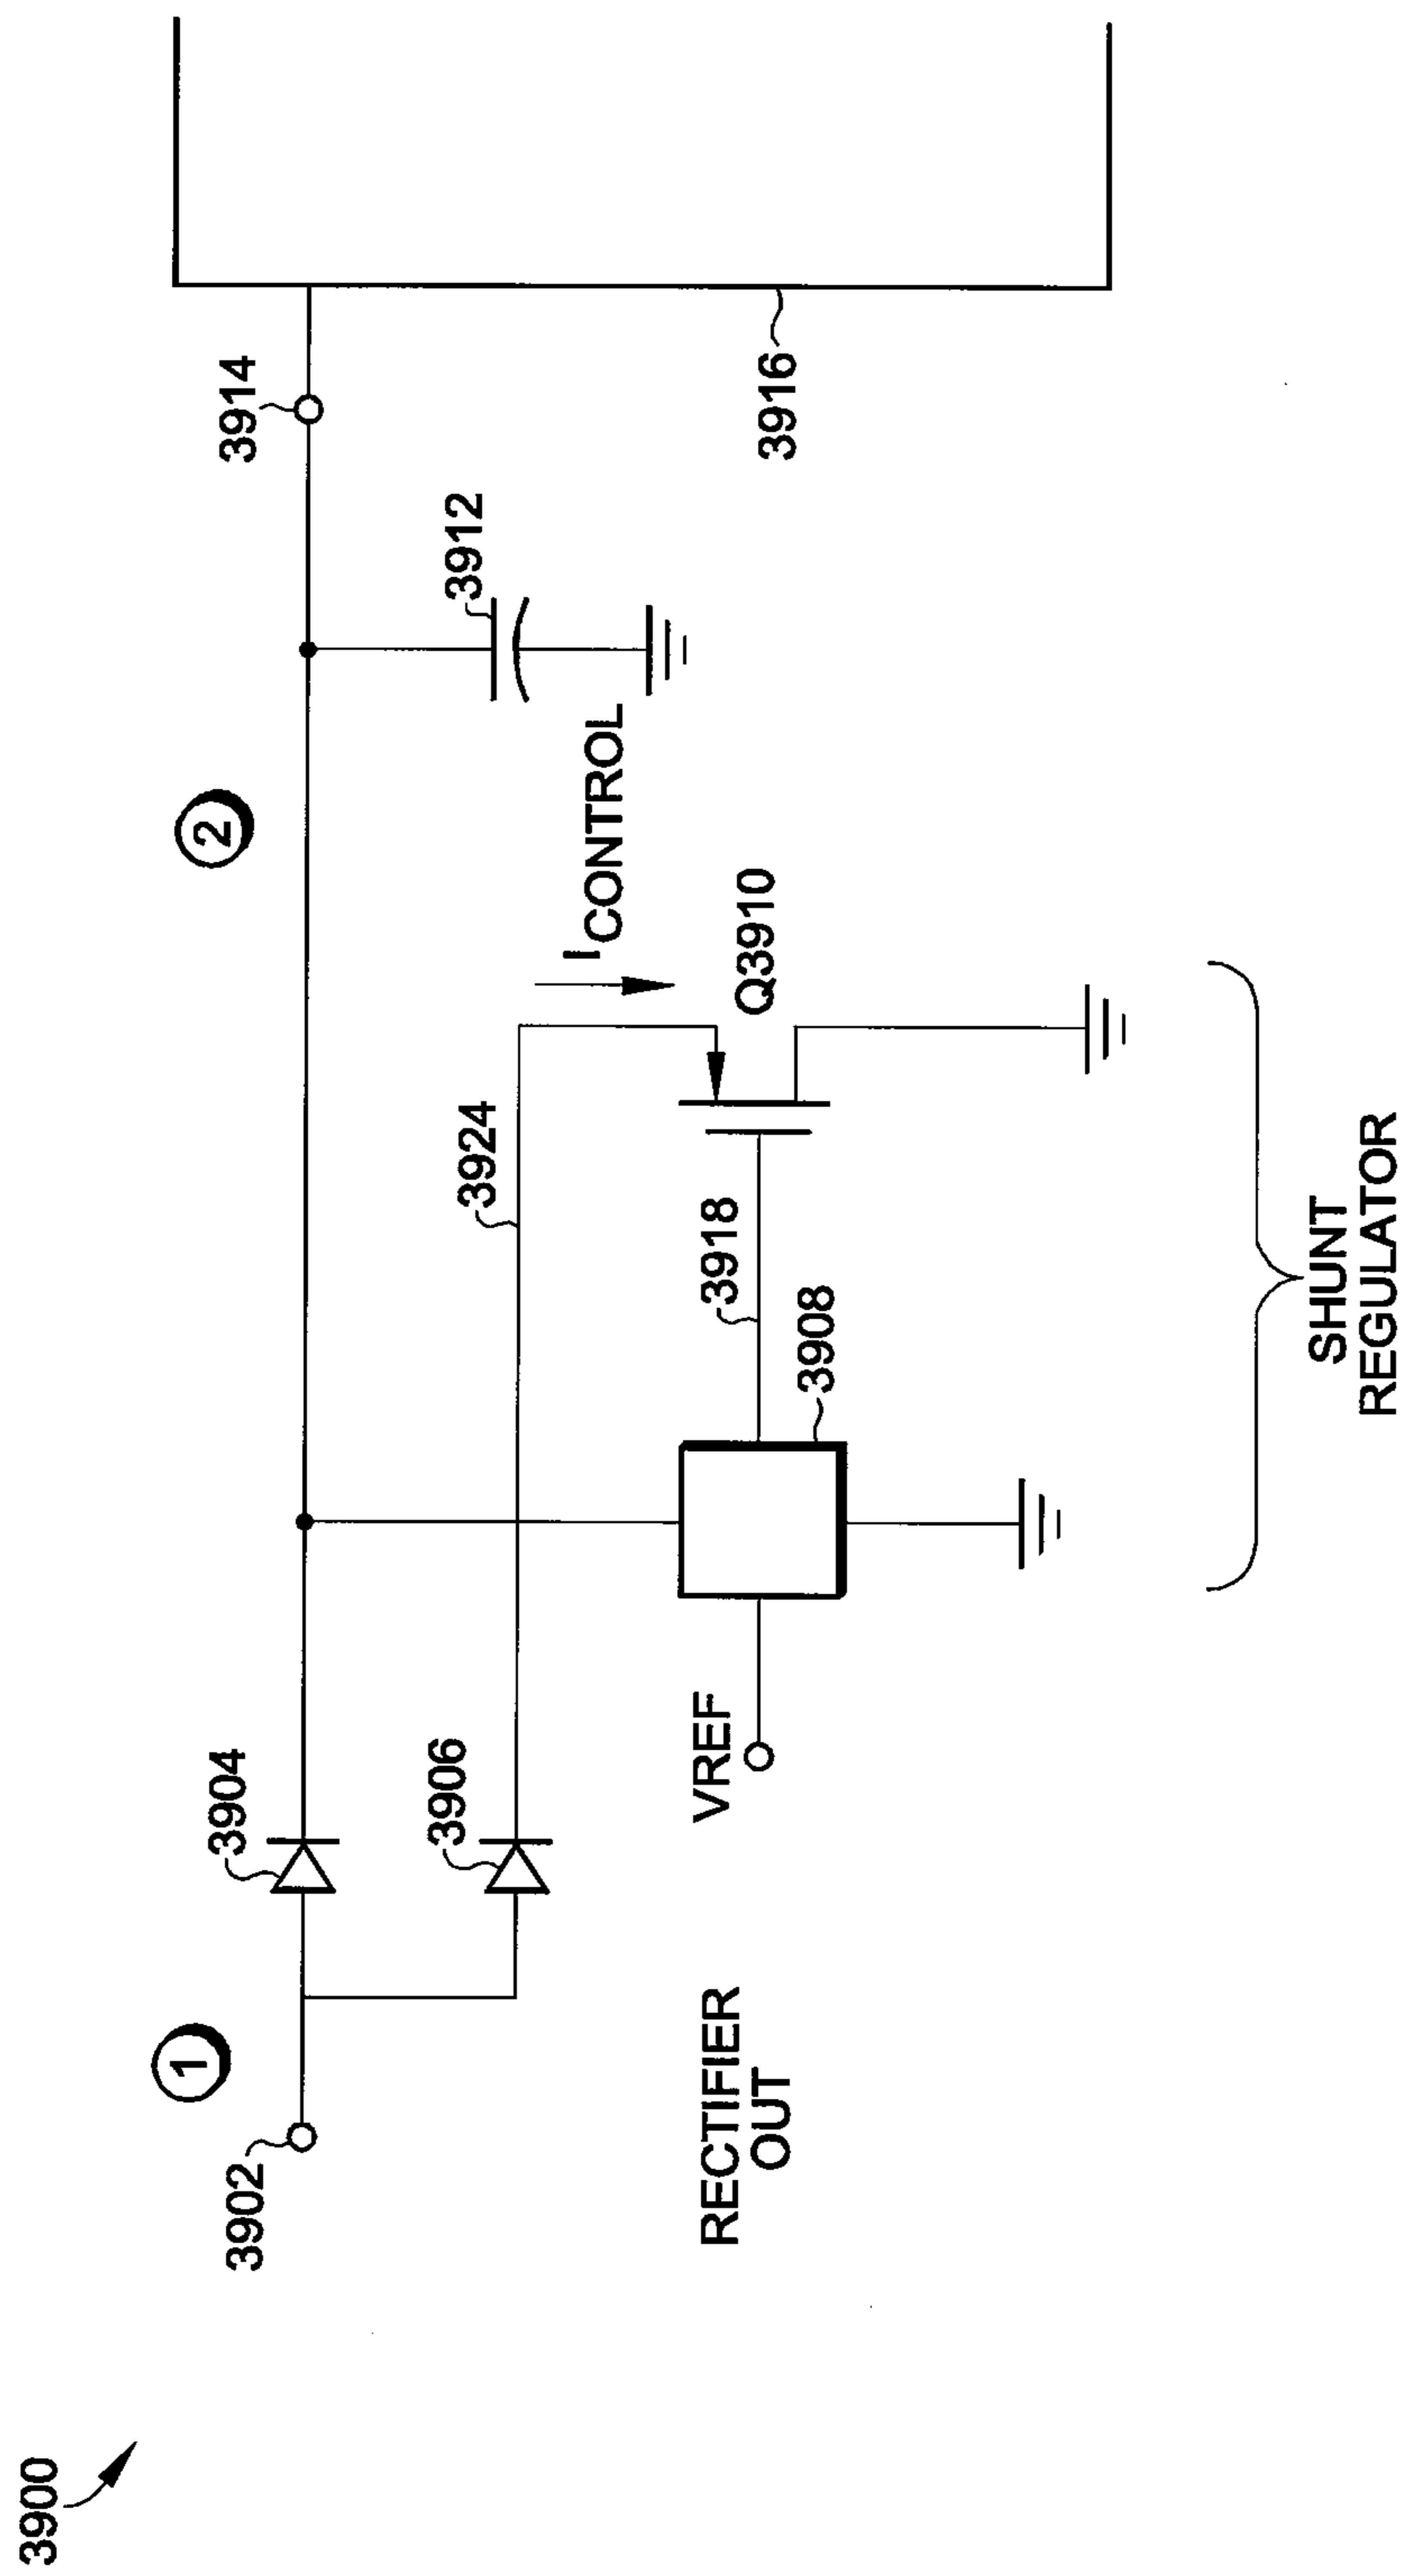 3900
3902
1
3904
3906
RECTIFIER
OUT
VREF
3908
3918
3924
Q3910
ICONTROL
2
3912
3914
3916
SHUNT
REGULATOR